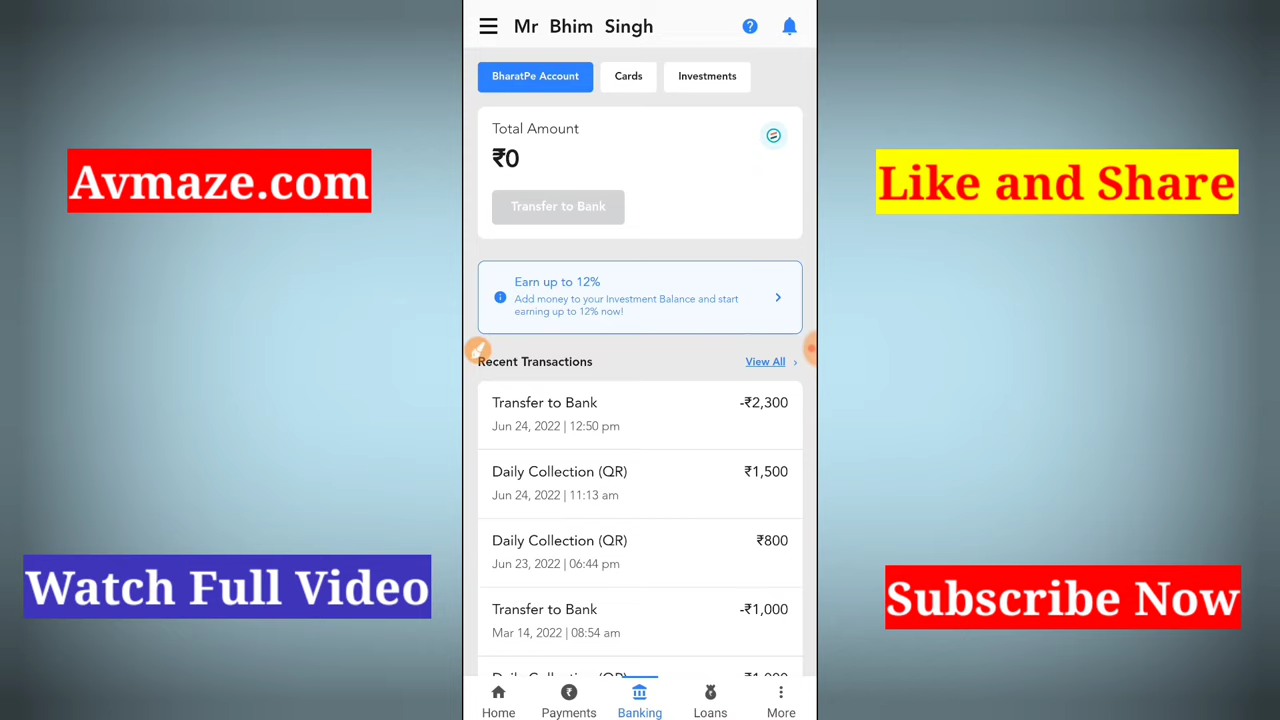 Mr Bhim Singh
BharatPe Account
Cards
Investments
Total Amount
₹0
Transfer to Bank
Earn up to 12%
Add money to your Investment Balance and start
earning up to 12% now!
Recent Transactions
View All
Transfer to Bank
-₹2,300
Jun 24, 2022 | 12:50 pm
Daily Collection (QR)
₹1,500
Jun 24, 2022 | 11:13 am
Daily Collection (QR)
₹800
Jun 23, 2022 | 06:44 pm
Transfer to Bank
-₹1,000
Mar 14, 2022 | 08:54 am
Home
Payments
Banking
Loans
More
Avmaze.com
Like and Share
Watch Full Video
Subscribe Now